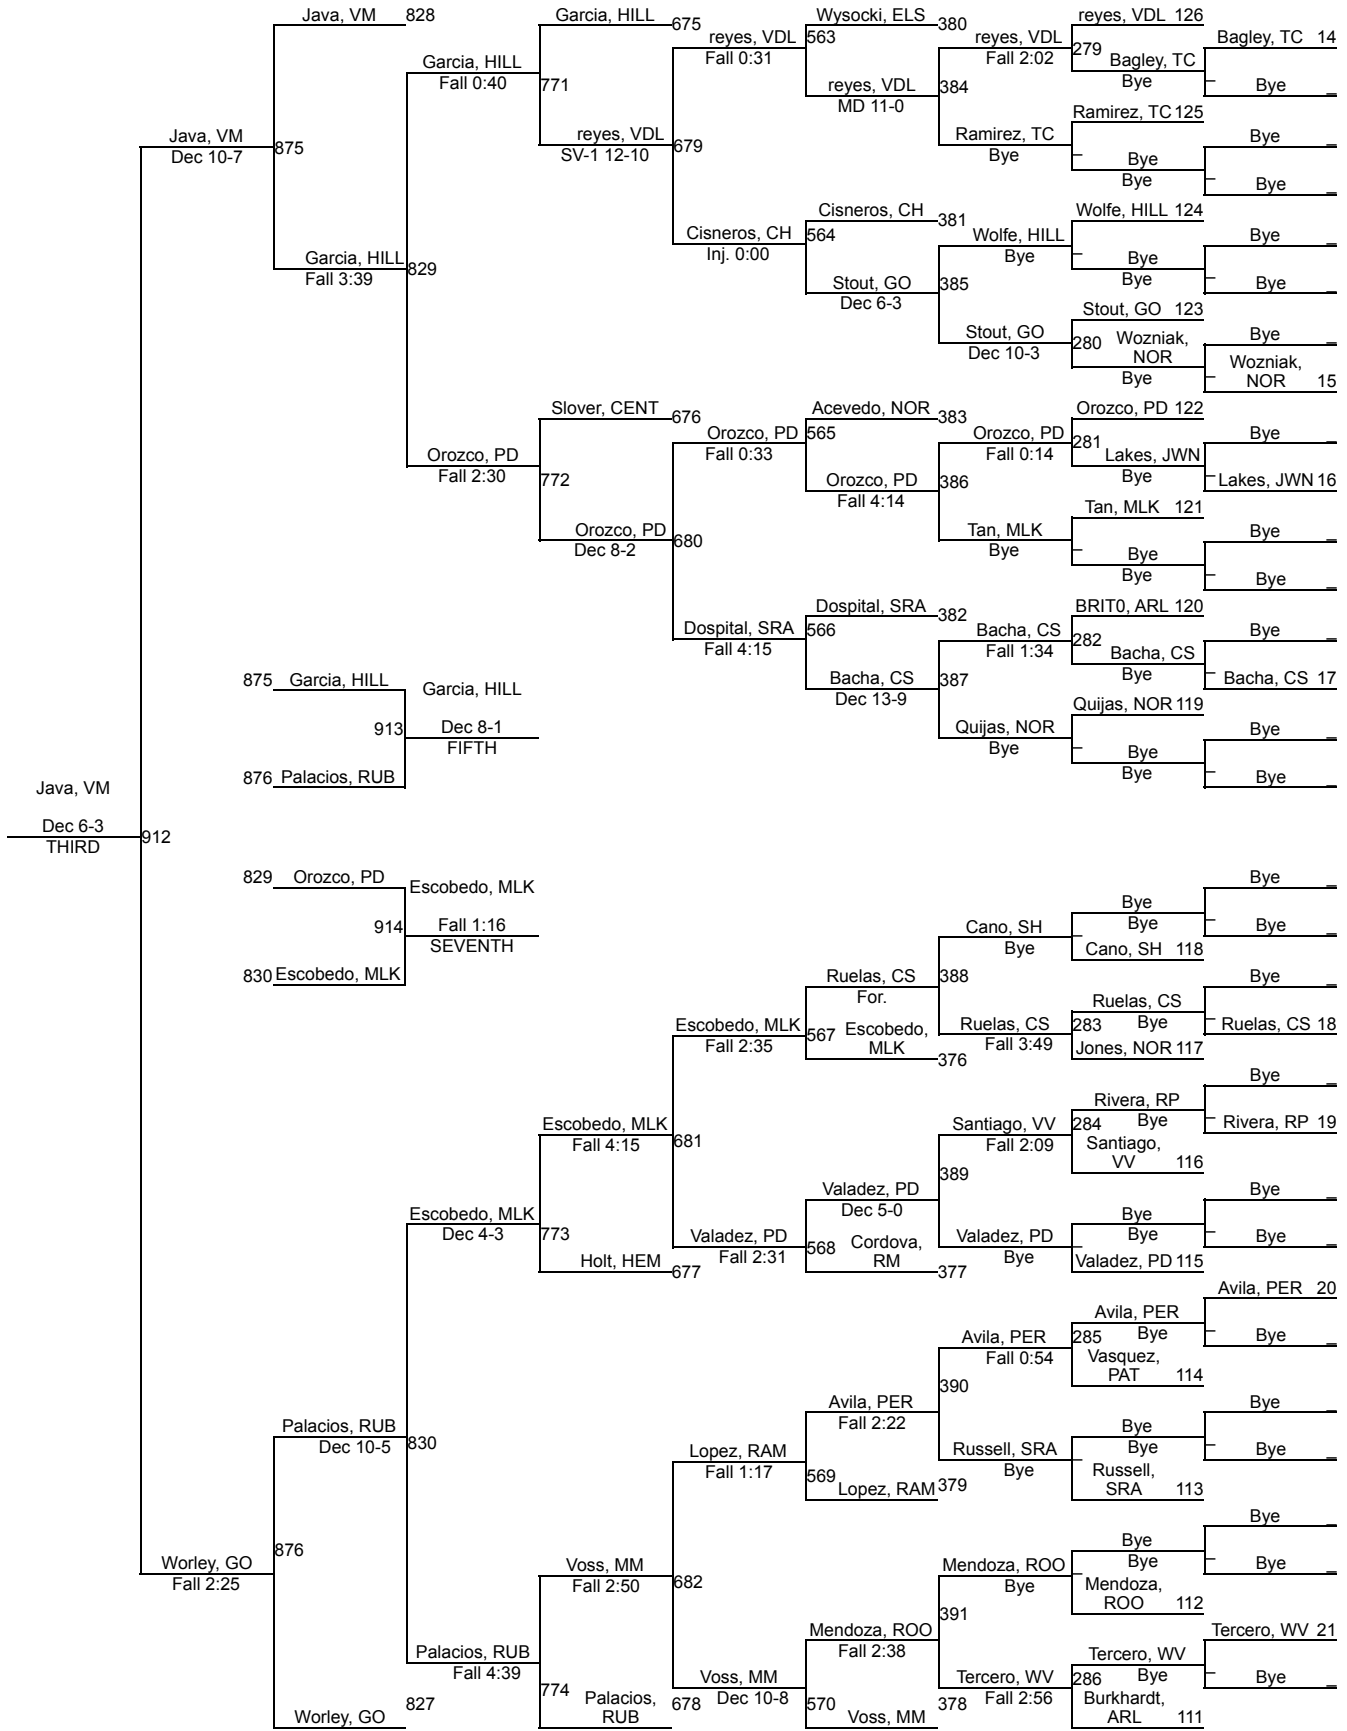 Java, VM 828
Garcia, HILL 675
Wysocki, ELS 380
reyes, VDL 126
reyes, VDL 563
reyes, VDL
Bagley, TC 14
Fall 0:31
Fall 2:02
279 Bagley, TC
Garcia, HILL
reyes, VDL
Bye
Bye _
Fall 0:40
771
MD 11-0
384
Ramirez, TC 125
Java, VM
reyes, VDL
Ramirez, TC
Bye _
Dec 10-7
875
SV-1 12-10
679
Bye
Bye
Bye
Bye _
Cisneros, CH 381
Wolfe, HILL 124
Cisneros, CH 564
Wolfe, HILL
Bye _
Inj. 0:00
Bye
Bye
Garcia, HILL 829
Bye
Bye _
Fall 3:39
Stout, GO
385
Dec 6-3
Stout, GO 123
Stout, GO
280 Wozniak,
NOR
Bye _
Dec 10-3
Bye
Wozniak,
NOR 15
Slover, CENT 676
Acevedo, NOR 383
Orozco, PD 122
Orozco, PD 565
Orozco, PD
281
Bye _
Orozco, PD
Fall 0:33
Fall 0:14
Lakes, JWN
Fall 2:30
772
Orozco, PD
386
Bye
Lakes, JWN 16
Fall 4:14
Tan, MLK 121
Orozco, PD 680
Tan, MLK
Bye _
Dec 8-2
Bye
Bye
Bye
Bye _
Dospital, SRA 382
BRIT0, ARL 120
Dospital, SRA 566
Bacha, CS
282
Bye _
Fall 4:15
Fall 1:34
Bacha, CS
875 Garcia, HILL
Garcia, HILL
Bacha, CS
387
Bye
Bacha, CS 17
Dec 13-9
Quijas, NOR 119
913
Dec 8-1
Quijas, NOR
Bye _
FIFTH
Bye
Bye
876 Palacios, RUB
Bye
Bye _
Java, VM
Dec 6-3
THIRD
912
829 Orozco, PD
Escobedo, MLK
Bye _
914
Fall 1:16
Bye
SEVENTH
Cano, SH
Bye
Bye _
830 Escobedo, MLK
Bye
Cano, SH 118
Ruelas, CS
388
Bye _
For.
Ruelas, CS
Escobedo, MLK
567 Escobedo,
MLK
Ruelas, CS
283 Bye
Ruelas, CS 18
Fall 2:35
376
Fall 3:49
Jones, NOR 117
Bye _
Rivera, RP
Escobedo, MLK
681
Santiago, VV
284 Bye
Rivera, RP 19
Fall 4:15
Fall 2:09
Santiago,
VV 116
389
Valadez, PD
Bye _
Escobedo, MLK
Dec 5-0
Bye
Dec 4-3
773
Valadez, PD
568 Cordova,
RM
Valadez, PD
Bye
Bye _
Holt, HEM 677
Fall 2:31
377
Bye
Valadez, PD 115
Avila, PER 20
Avila, PER
Avila, PER
285 Bye
Bye _
Fall 0:54
Vasquez,
PAT 114
390
Avila, PER
Bye _
Palacios, RUB
Fall 2:22
Bye
Dec 10-5
830
Lopez, RAM
Russell, SRA
Bye
Bye _
Fall 1:17
569
Bye
Russell,
SRA 113
Lopez, RAM 379
Bye _
876
Bye
Worley, GO
Voss, MM
Mendoza, ROO
Bye
Bye _
Fall 2:25
Fall 2:50
682
Bye
Mendoza,
ROO 112
391
Mendoza, ROO
Tercero, WV 21
Palacios, RUB
Fall 2:38
Tercero, WV
Fall 4:39
Voss, MM
Tercero, WV
286 Bye
Bye _
774 Palacios,
RUB
678 Dec 10-8
570
378 Fall 2:56
Burkhardt,
ARL 111
Worley, GO 827
Voss, MM